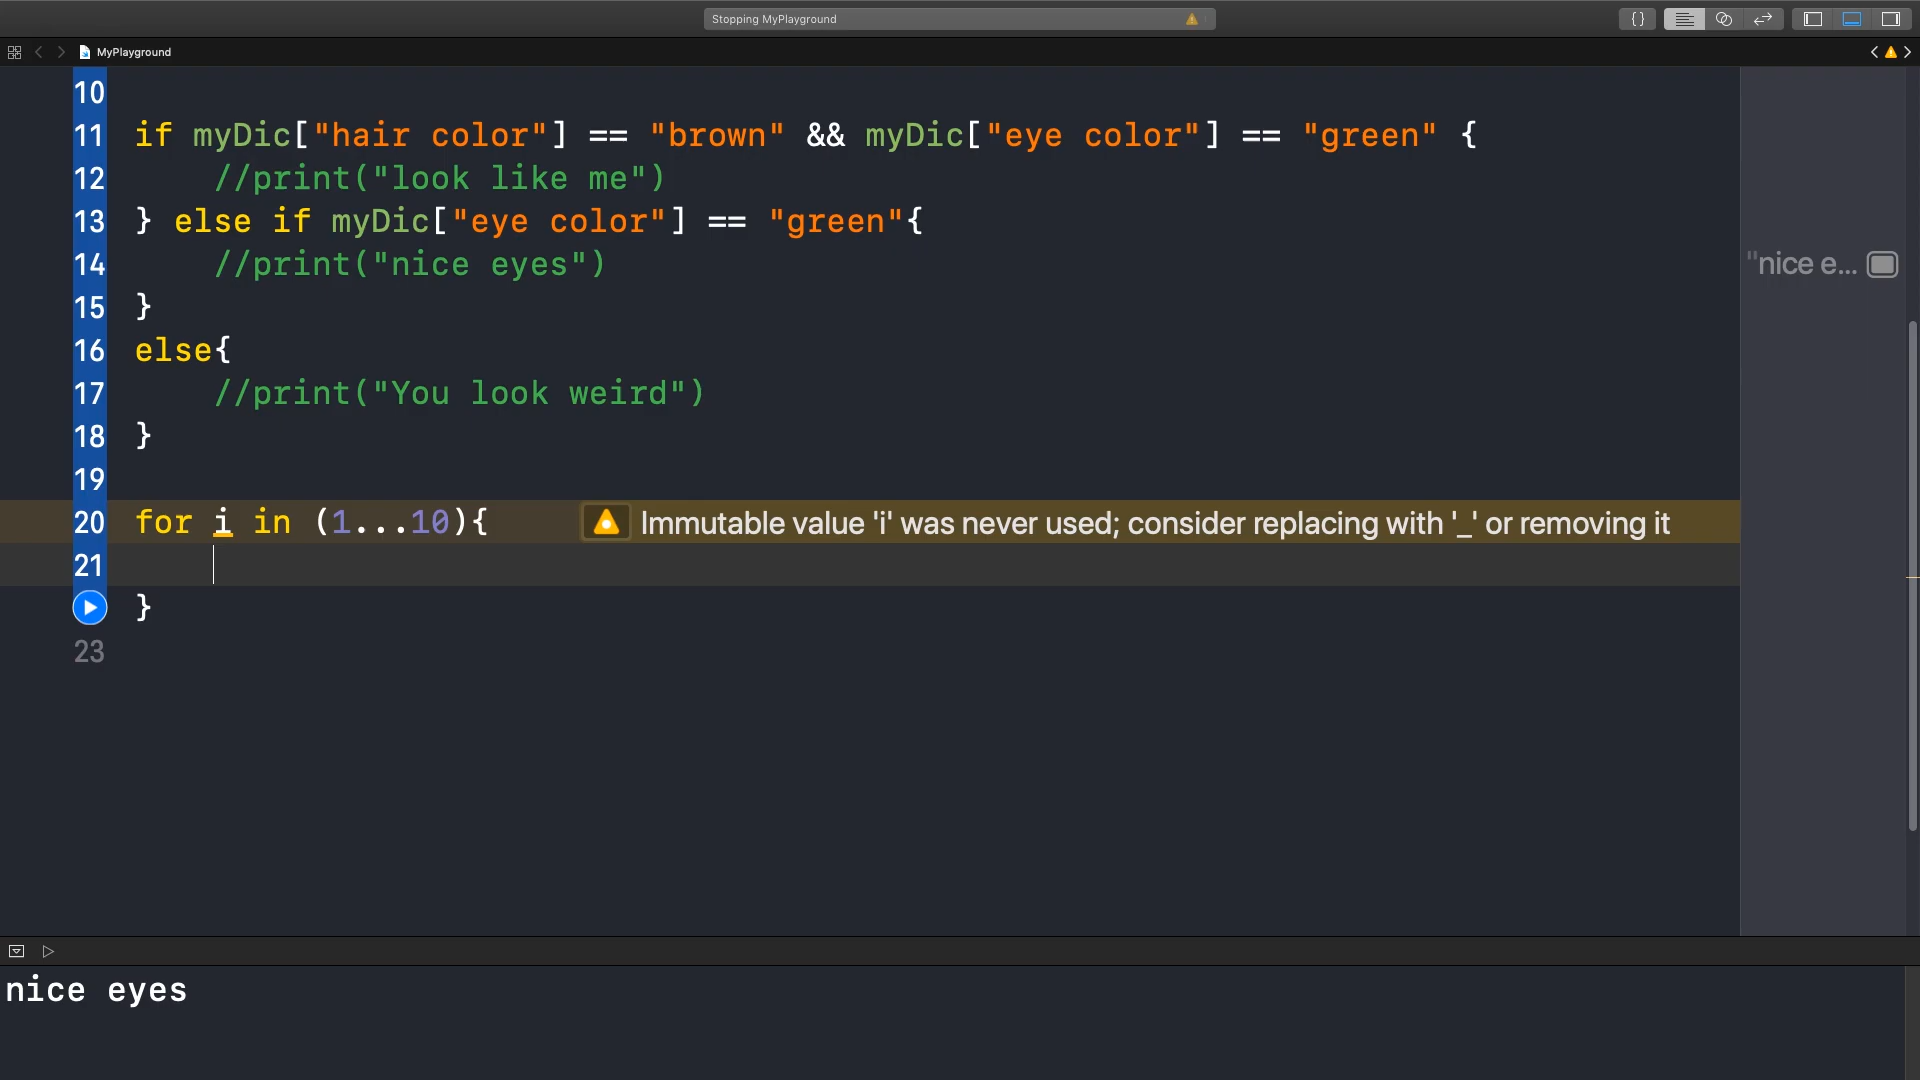 Stopping MyPlayground
{}
MyPlayground
10
11 if myDic["hair color"] == "brown" && myDic["eye color"] == "green" {
12 //print("look like me")
13 } else if myDic["eye color"] == "green"{
14 //print("nice eyes")
"nice e...
15 }
16 else{
17 //print("You look weird")
18 }
19
20 for i in (1...10){ Immutable value 'i' was never used; consider replacing with '_' or removing it
21
}
23
nice eyes